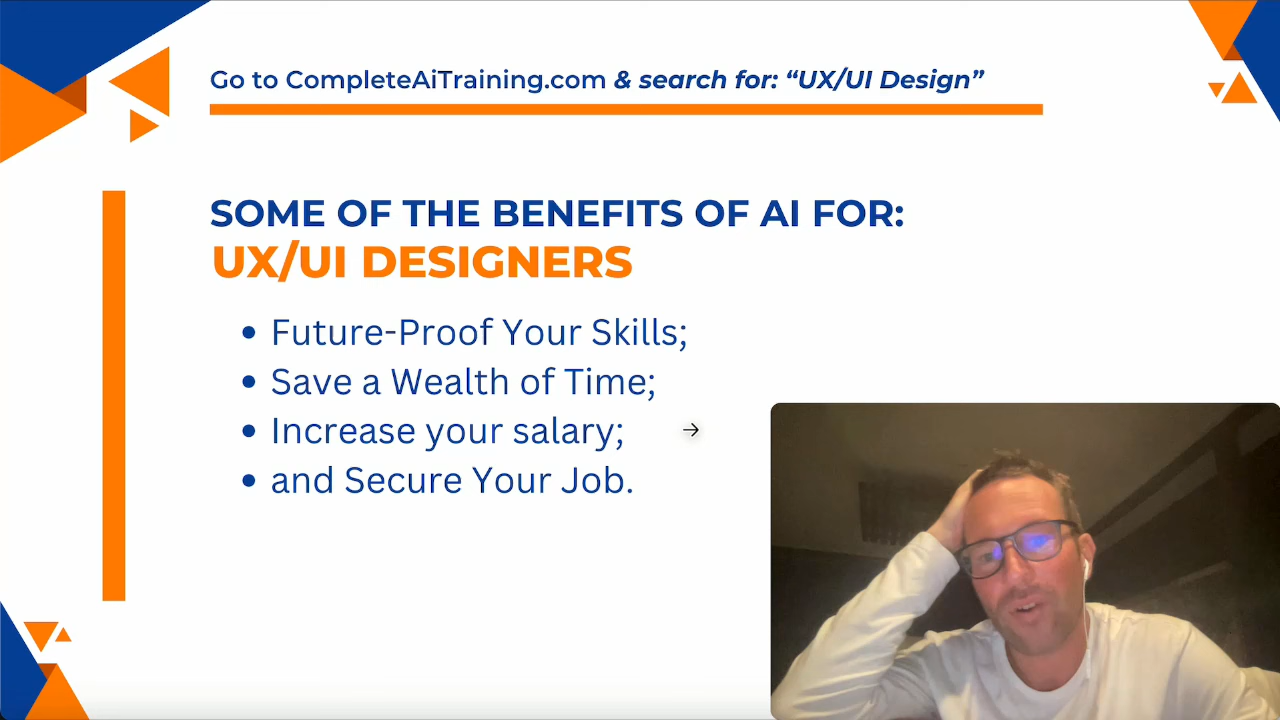 Go to CompleteAiTraining.com & search for: “UX/UI Design”
SOME OF THE BENEFITS OF AI FOR:
UX/UI DESIGNERS
• Future-Proof Your Skills;
• Save a Wealth of Time;
• Increase your salary;
• and Secure Your Job.